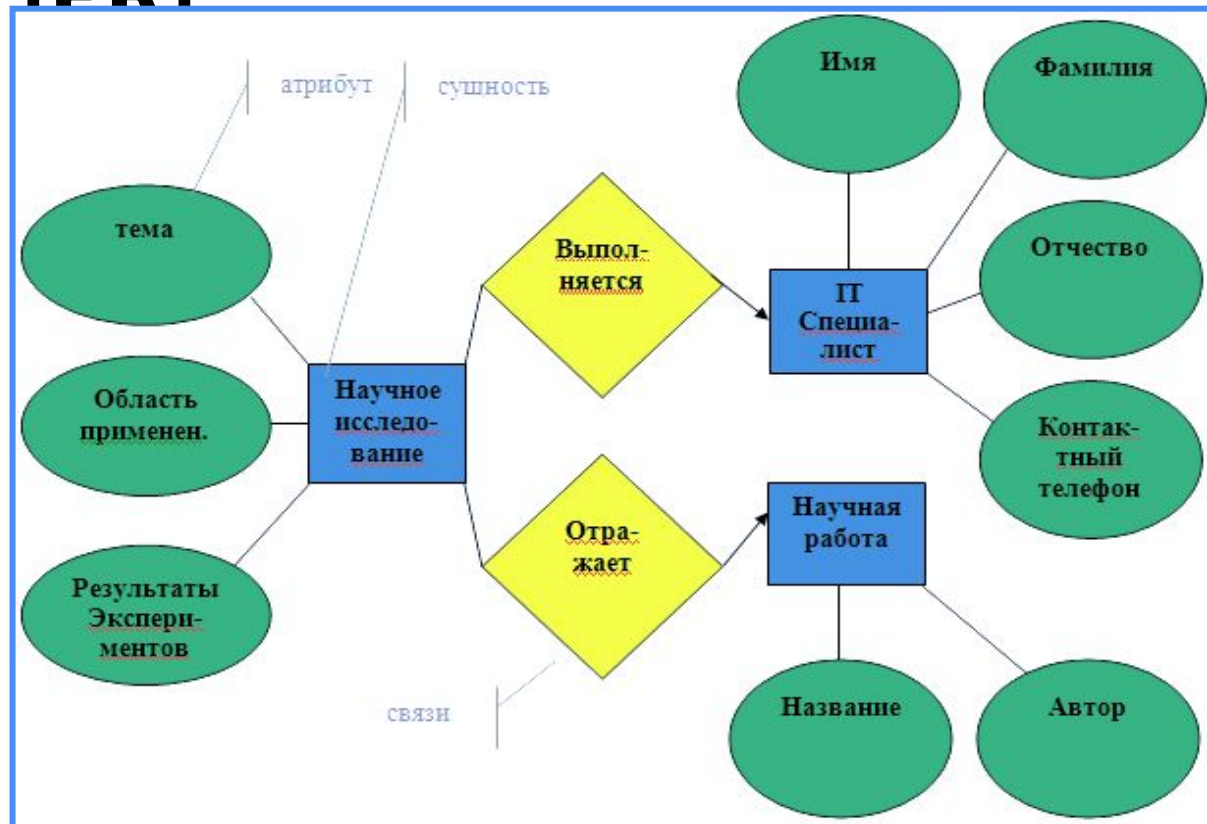 атрибут
сущность
Имя
Фамилия
тема
Выпол-
няется
Отчество
IT
Специа-
лист
Область
применен.
Научное
исследо-
вание
Контак-
тный
телефон
Отра-
жает
Научная
работа
Результаты
Экспери-
ментов
связи
Название
Автор